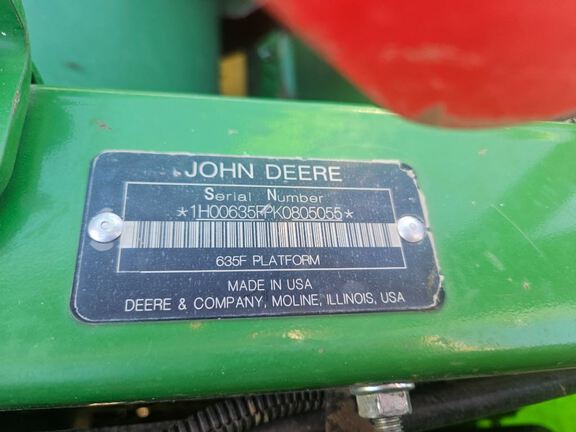 JOHN DEERE
Serial Number
*1H00635FPK0805055*
635F PLATFORM
MADE IN USA
DEERE & COMPANY, MOLINE, ILLINOIS, USA